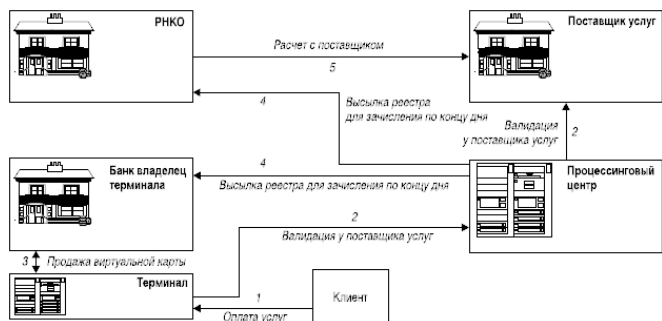 РНКО
Поставщик услуг
Расчет с поставщиком
5
4
Высылка реестра
для зачисления по концу дня
Валидация
у поставщика
услуг
2
Банк владелец
терминала
4
Высылка реестра для зачисления по концу дня
Процессинговый
центр
2
Валидация у поставщика услуг
3
Продажа виртуальной карты
Терминал
1
Оплата услуг
Клиент